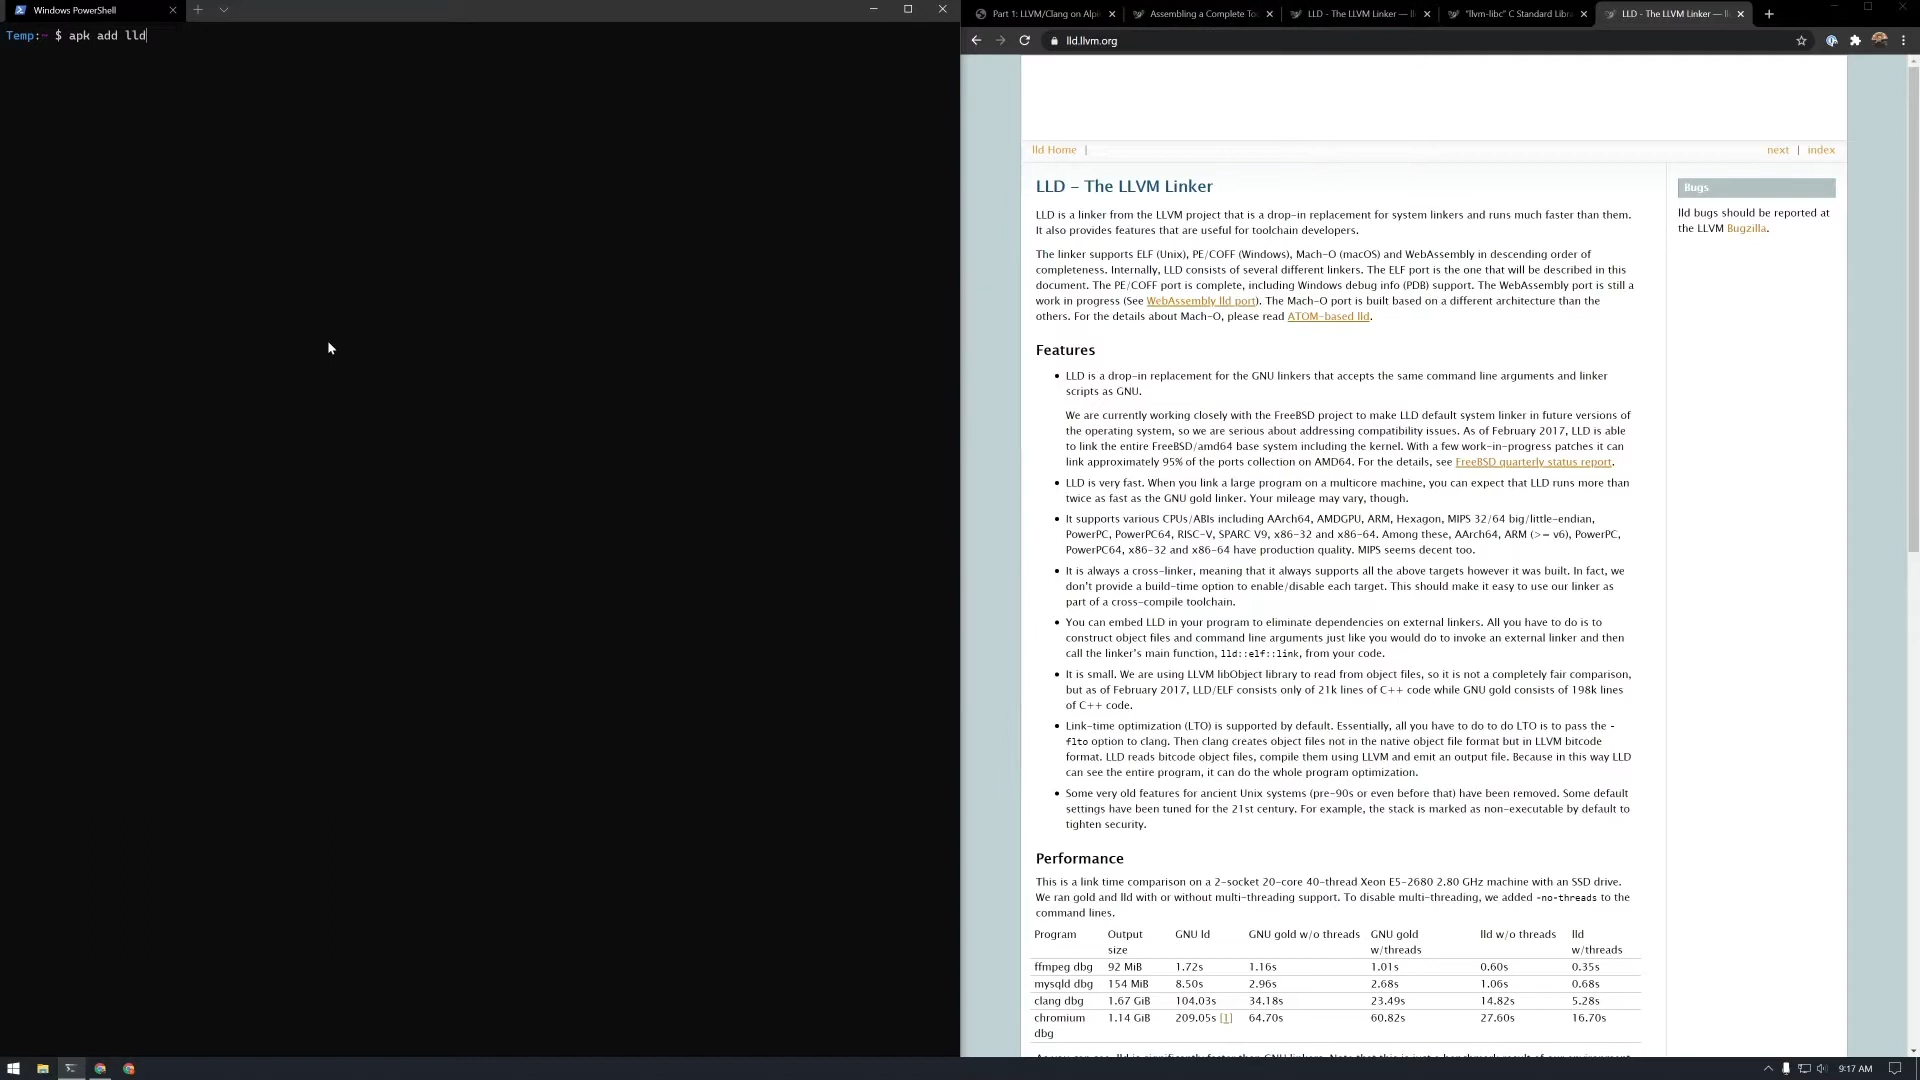 Windows PowerShell
Temp:~ $ apk add lld
Part 1: LLVM/Clang on Alpi
Assembling a Complete To
LLD - The LLVM Linker — ll
"llvm-libc" C Standard Libra
LLD - The LLVM Linker — ll
lld.llvm.org
lld Home |
next | index
LLD – The LLVM Linker
LLD is a linker from the LLVM project that is a drop-in replacement for system linkers and runs much faster than them.
It also provides features that are useful for toolchain developers.
The linker supports ELF (Unix), PE/COFF (Windows), Mach-O (macOS) and WebAssembly in descending order of
completeness. Internally, LLD consists of several different linkers. The ELF port is the one that will be described in this
document. The PE/COFF port is complete, including Windows debug info (PDB) support. The WebAssembly port is still a
work in progress (See WebAssembly lld port). The Mach-O port is built based on a different architecture than the
others. For the details about Mach-O, please read ATOM-based lld.
Features
• LLD is a drop-in replacement for the GNU linkers that accepts the same command line arguments and linker
scripts as GNU.
We are currently working closely with the FreeBSD project to make LLD default system linker in future versions of
the operating system, so we are serious about addressing compatibility issues. As of February 2017, LLD is able
to link the entire FreeBSD/amd64 base system including the kernel. With a few work-in-progress patches it can
link approximately 95% of the ports collection on AMD64. For the details, see FreeBSD quarterly status report.
• LLD is very fast. When you link a large program on a multicore machine, you can expect that LLD runs more than
twice as fast as the GNU gold linker. Your mileage may vary, though.
• It supports various CPUs/ABIs including AArch64, AMDGPU, ARM, Hexagon, MIPS 32/64 big/little-endian,
PowerPC, PowerPC64, RISC-V, SPARC V9, x86-32 and x86-64. Among these, AArch64, ARM (>= v6), PowerPC,
PowerPC64, x86-32 and x86-64 have production quality. MIPS seems decent too.
• It is always a cross-linker, meaning that it always supports all the above targets however it was built. In fact, we
don't provide a build-time option to enable/disable each target. This should make it easy to use our linker as
part of a cross-compile toolchain.
• You can embed LLD in your program to eliminate dependencies on external linkers. All you have to do is to
construct object files and command line arguments just like you would do to invoke an external linker and then
call the linker's main function, lld::elf::link, from your code.
• It is small. We are using LLVM libObject library to read from object files, so it is not a completely fair comparison,
but as of February 2017, LLD/ELF consists only of 21k lines of C++ code while GNU gold consists of 198k lines
of C++ code.
• Link-time optimization (LTO) is supported by default. Essentially, all you have to do to do LTO is to pass the -
flto option to clang. Then clang creates object files not in the native object file format but in LLVM bitcode
format. LLD reads bitcode object files, compile them using LLVM and emit an output file. Because in this way LLD
can see the entire program, it can do the whole program optimization.
• Some very old features for ancient Unix systems (pre-90s or even before that) have been removed. Some default
settings have been tuned for the 21st century. For example, the stack is marked as non-executable by default to
tighten security.
Performance
This is a link time comparison on a 2-socket 20-core 40-thread Xeon E5-2680 2.80 GHz machine with an SSD drive.
We ran gold and lld with or without multi-threading support. To disable multi-threading, we added -no-threads to the
command lines.
Program Output size GNU ld GNU gold w/o threads GNU gold w/threads lld w/o threads lld w/threads
ffmpeg dbg 92 MiB 1.72s 1.16s 1.01s 0.60s 0.35s
mysqld dbg 154 MiB 8.50s 2.96s 2.68s 1.06s 0.68s
clang dbg 1.67 GiB 104.03s 34.18s 23.49s 14.82s 5.28s
chromium dbg 1.14 GiB 209.05s [1] 64.70s 60.82s 27.60s 16.70s
Bugs
lld bugs should be reported at
the LLVM Bugzilla.
9:17 AM